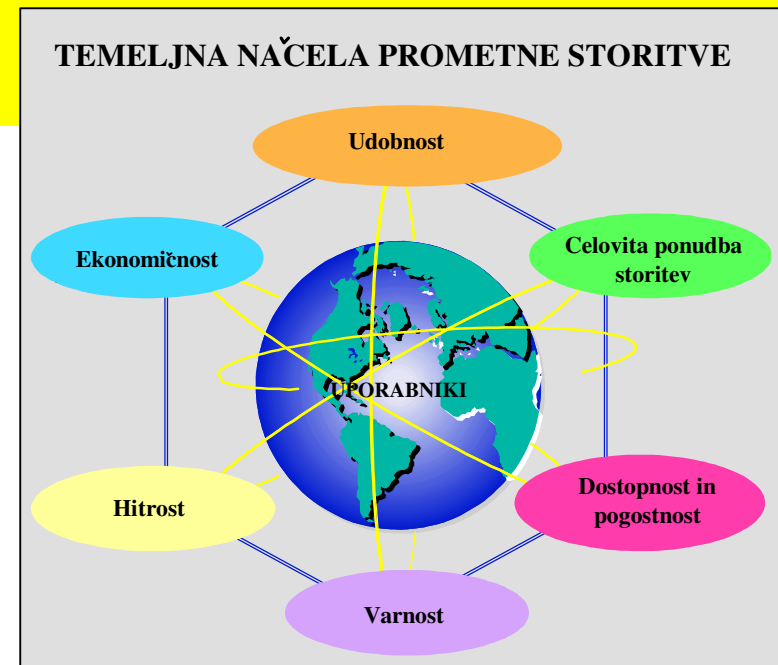 TEMELJNA NAČELA PROMETNE STORITVE
Udobnost
Ekonomičnost
Celovita ponudba
storitev
UPORABNIKI
Hitrost
Dostopnost in
pogostnost
Varnost